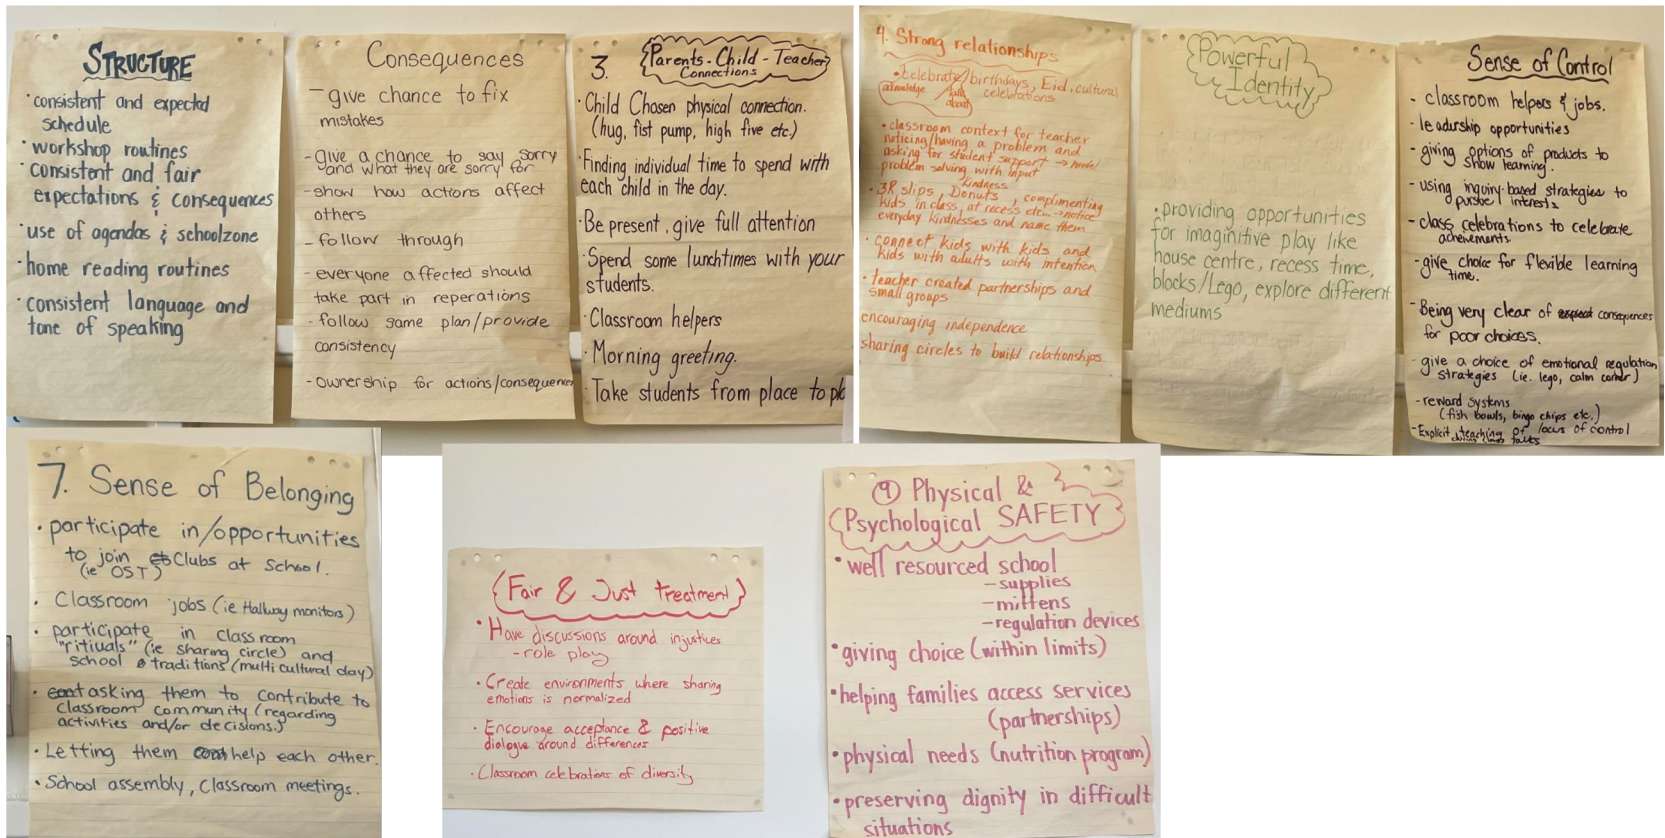 STRUCTURE
• consistent and expected
schedule
• workshop routines
• consistent and fair
expectations & consequences
• use of agendas & schoolzone
• home reading routines
• consistent language and
tone of speaking
Consequences
- give chance to fix
mistakes
- give a chance to say sorry
and what they are sorry for
- show how actions affect
others
- follow through
- everyone affected should
take part in reperations
- follow same plan/provide
consistency
- ownership for actions/consequences
3. Parents - Child - Teacher
Connections
• Child Chosen physical connection.
(hug, fist pump, high five etc.)
• Finding individual time to spend with
each child in the day.
• Be present, give full attention
• Spend some lunchtimes with your
students.
• Classroom helpers
• Morning greeting.
• Take students from place to plc
4. Strong relationships
• celebrate/birthdays, Eid, cultural
acknowledge talk about celebrations
• classroom context for teacher
noticing/having a problem and
asking for student support → model
problem solving with input
• 3R slips, Kindness Donuts, complimenting
kids in class, at recess etc... → notice
everyday kindnesses and name them
• connect kids with kids and
kids with adults with intention
• teacher created partnerships and
small groups
encouraging independence
sharing circles to build relationships.
Powerful
Identity
• providing opportunities
for imaginitive play like
house centre, recess time,
blocks/Lego, explore different
mediums
Sense of Control
- classroom helpers & jobs.
- leadership opportunities
- giving options of products to
show learning.
- using inquiry-based strategies to
pursue interests
- class celebrations to celebrate
acheivements.
- give choice for flexible learning
time.
- Being very clear of consequences
for poor choices.
- give a choice of emotional regulation
strategies (ie. lego, calm corner)
- reward systems
(fish bowls, bingo chips etc.)
- Explicit teaching of locus of control
during class talks
7. Sense of Belonging
• participate in/opportunities
to join Clubs at School.
(ie OST)
• Classroom jobs (ie Hallway monitors)
• participate in classroom
"ritiuals" (ie sharing circle) and
school traditions (multi cultural day)
• asking them to contribute to
classroom community (regarding
activities and/or decisions.)
• Letting them help each other.
• School assembly, Classroom meetings.
Fair & Just treatment
• Have discussions around injustices
- role play
• Create environments where sharing
emotions is normalized
• Encourage acceptance & positive
dialogue around differences
• Classroom celebrations of diversity
9 Physical &
Psychological SAFETY
• well resourced school
- supplies
- mittens
- regulation devices
• giving choice (within limits)
• helping families access services
(partnerships)
• physical needs (nutrition program)
• preserving dignity in difficult
situations